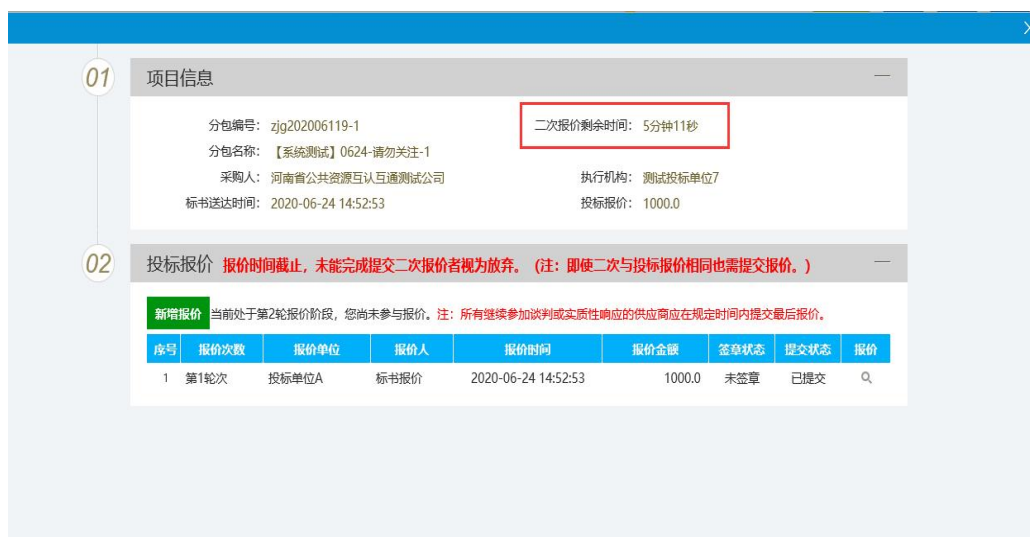 01 项目信息
分包编号: zjg202006119-1 二次报价剩余时间: 5分钟11秒
分包名称: 【系统测试】0624-请勿关注-1
采购人: 河南省公共资源互认互通测试公司 执行机构: 测试投标单位7
标书送达时间: 2020-06-24 14:52:53 投标报价: 1000.0
02 投标报价 报价时间截止，未能完成提交二次报价者视为放弃。（注：即使二次与投标报价相同也需提交报价。）
新增报价 当前处于第2轮报价阶段，您尚未参与报价。注：所有继续参加谈判或实质性响应的供应商应在规定时间内提交最后报价。
序号 报价次数 报价单位 报价人 报价时间 报价金额 签章状态 提交状态 报价
1 第1轮次 投标单位A 标书报价 2020-06-24 14:52:53 1000.0 未签章 已提交